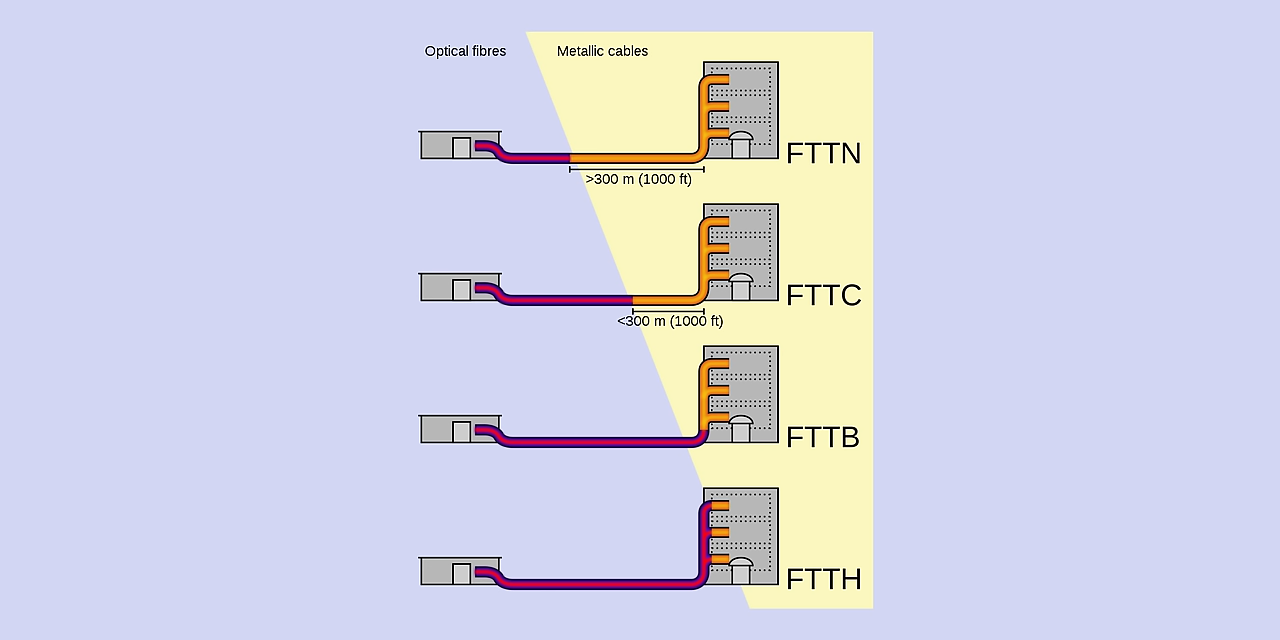 Optical fibres
Metallic cables
FTTN
>300 m (1000 ft)
FTTC
<300 m (1000 ft)
FTTB
FTTH